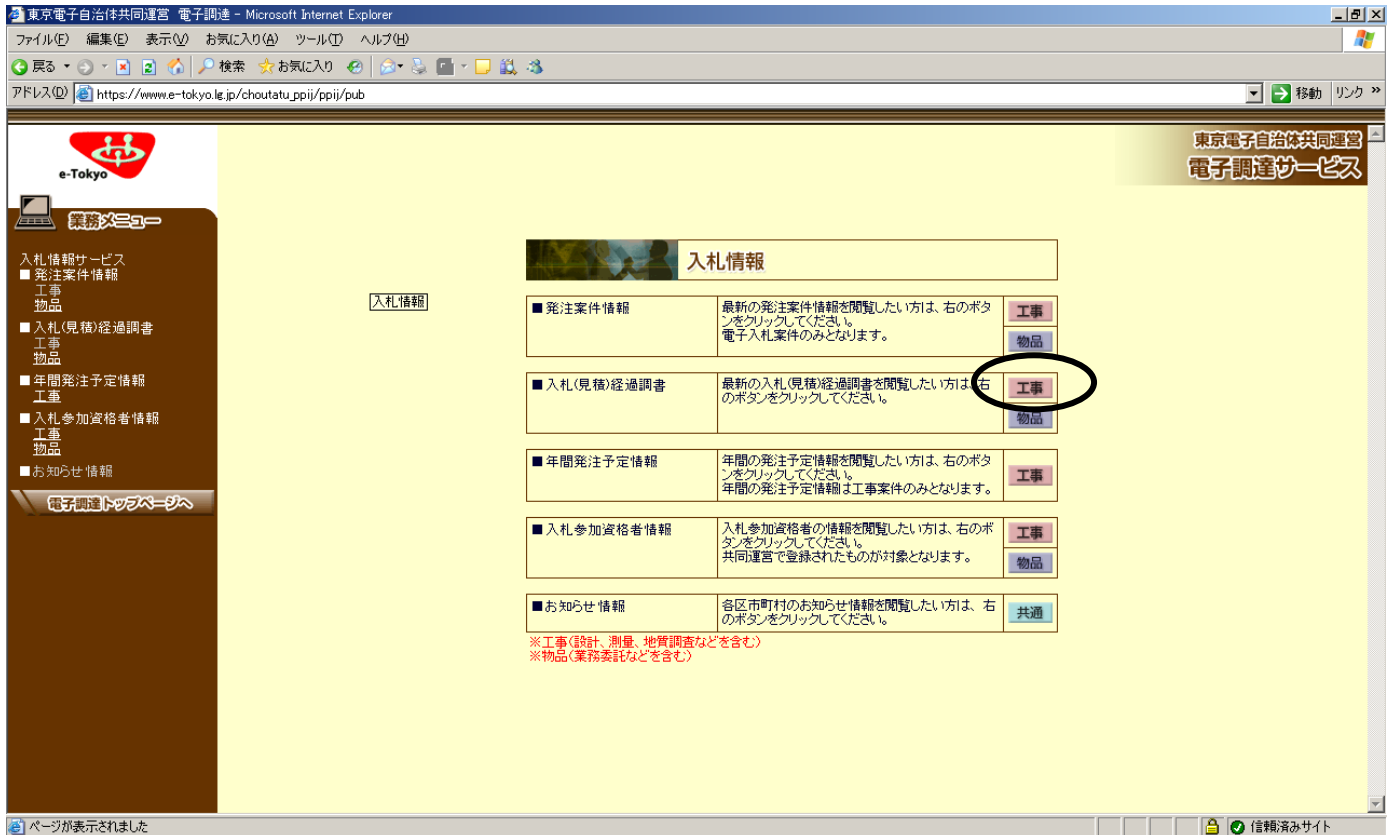 東京電子自治体共同運営 電子調達 - Microsoft Internet Explorer
ファイル(F) 編集(E) 表示(V) お気に入り(A) ツール(T) ヘルプ(H)
戻る 検索 お気に入り
アドレス(D) https://www.e-tokyo.lg.jp/choutatu_ppij/ppij/pub 移動 リンク »
e-Tokyo
東京電子自治体共同運営
電子調達サービス
業務メニュー
入札情報サービス
■ 発注案件情報
工事
物品
■ 入札(見積)経過調書
工事
物品
■ 年間発注予定情報
工事
■ 入札参加資格者情報
工事
物品
■お知らせ情報
電子調達トップページへ
入札情報
入札情報
■発注案件情報
最新の発注案件情報を閲覧したい方は、右のボタ
ンをクリックしてください。
電子入札案件のみとなります。
工事
物品
■入札(見積)経過調書
最新の入札(見積)経過調書を閲覧したい方は、右
のボタンをクリックしてください。
工事
物品
■年間発注予定情報
年間の発注予定情報を閲覧したい方は、右のボタ
ンをクリックしてください。
年間の発注予定情報は工事案件のみとなります。
工事
■入札参加資格者情報
入札参加資格者の情報を閲覧したい方は、右のボ
タンをクリックしてください。
共同運営で登録されたものが対象となります。
工事
物品
■お知らせ情報
各区市町村のお知らせ情報を閲覧したい方は、右
のボタンをクリックしてください。
共通
※工事(設計、測量、地質調査などを含む)
※物品(業務委託などを含む)
ページが表示されました
信頼済みサイト